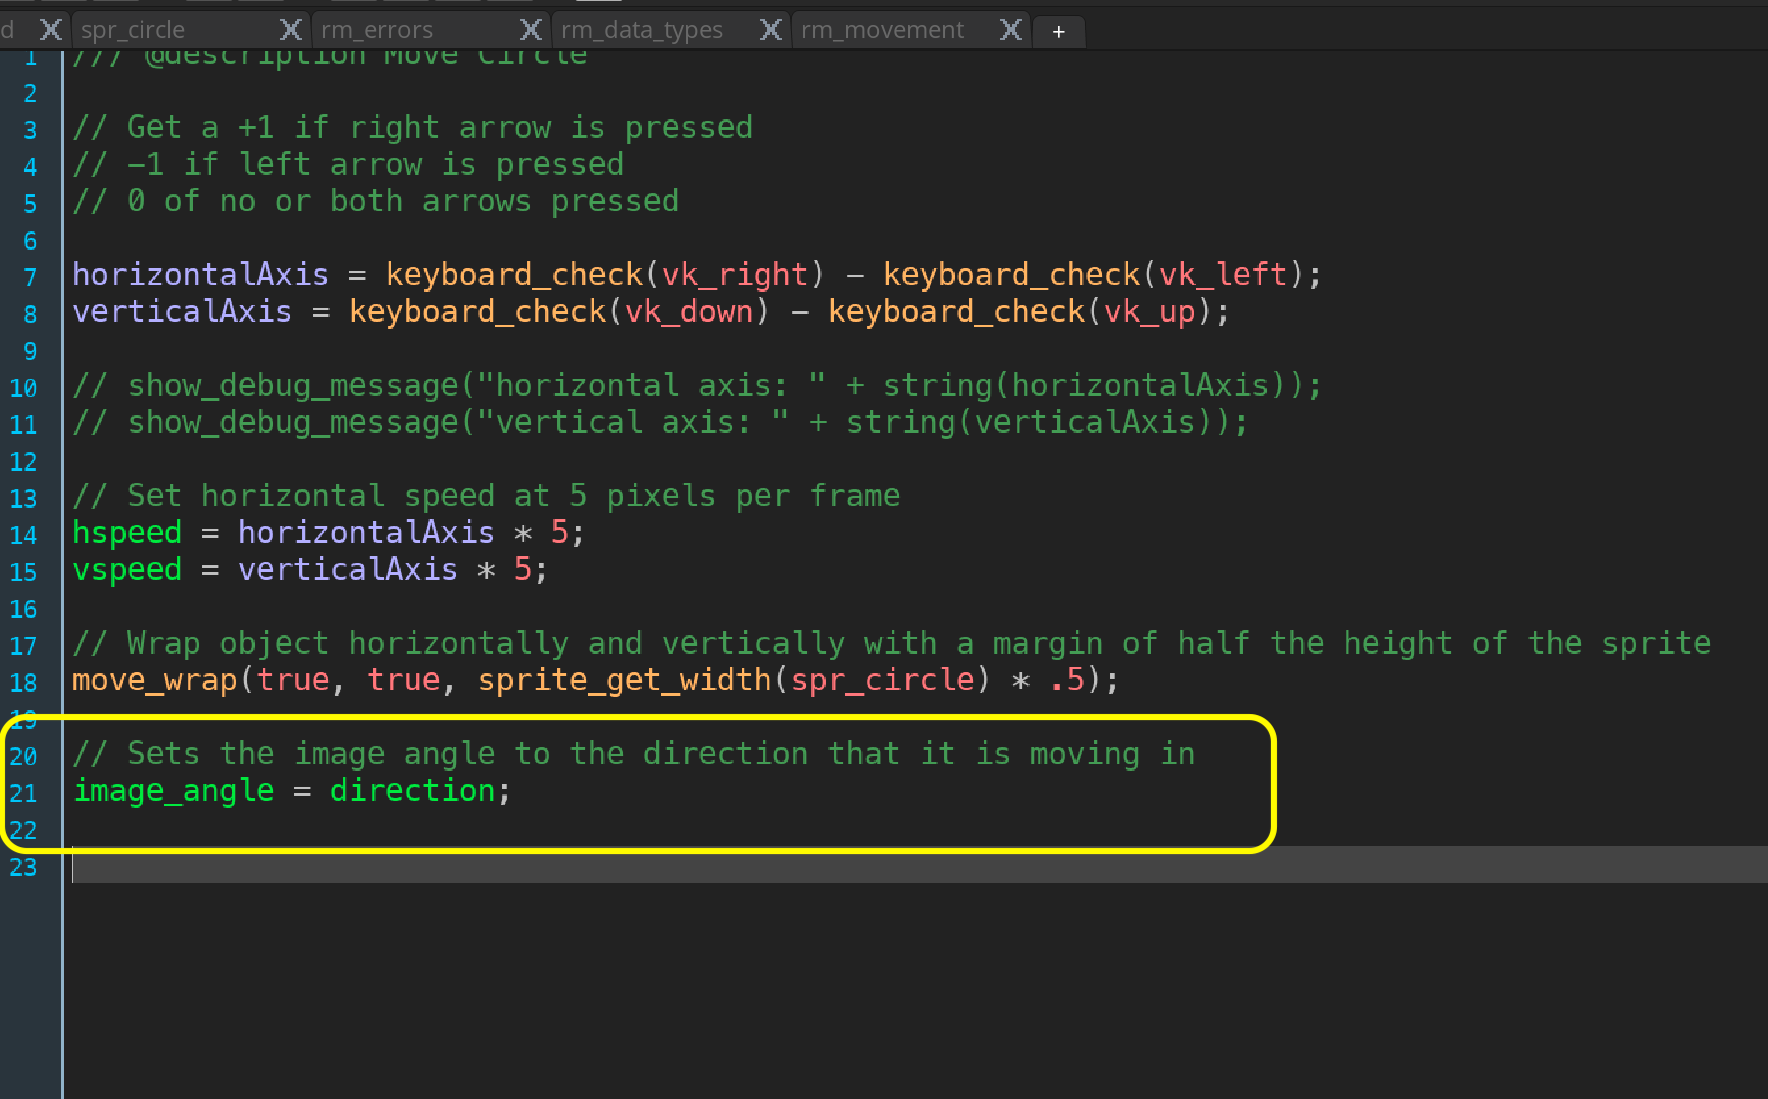 d X spr_circle X rm_errors X rm_data_types X rm_movement X +
1 /// @description Move Circle
2
3 // Get a +1 if right arrow is pressed
4 // −1 if left arrow is pressed
5 // 0 of no or both arrows pressed
6
7 horizontalAxis = keyboard_check(vk_right) − keyboard_check(vk_left);
8 verticalAxis = keyboard_check(vk_down) − keyboard_check(vk_up);
9
10 // show_debug_message("horizontal axis: " + string(horizontalAxis));
11 // show_debug_message("vertical axis: " + string(verticalAxis));
12
13 // Set horizontal speed at 5 pixels per frame
14 hspeed = horizontalAxis * 5;
15 vspeed = verticalAxis * 5;
16
17 // Wrap object horizontally and vertically with a margin of half the height of the sprite
18 move_wrap(true, true, sprite_get_width(spr_circle) * .5);
19
20 // Sets the image angle to the direction that it is moving in
21 image_angle = direction;
22
23